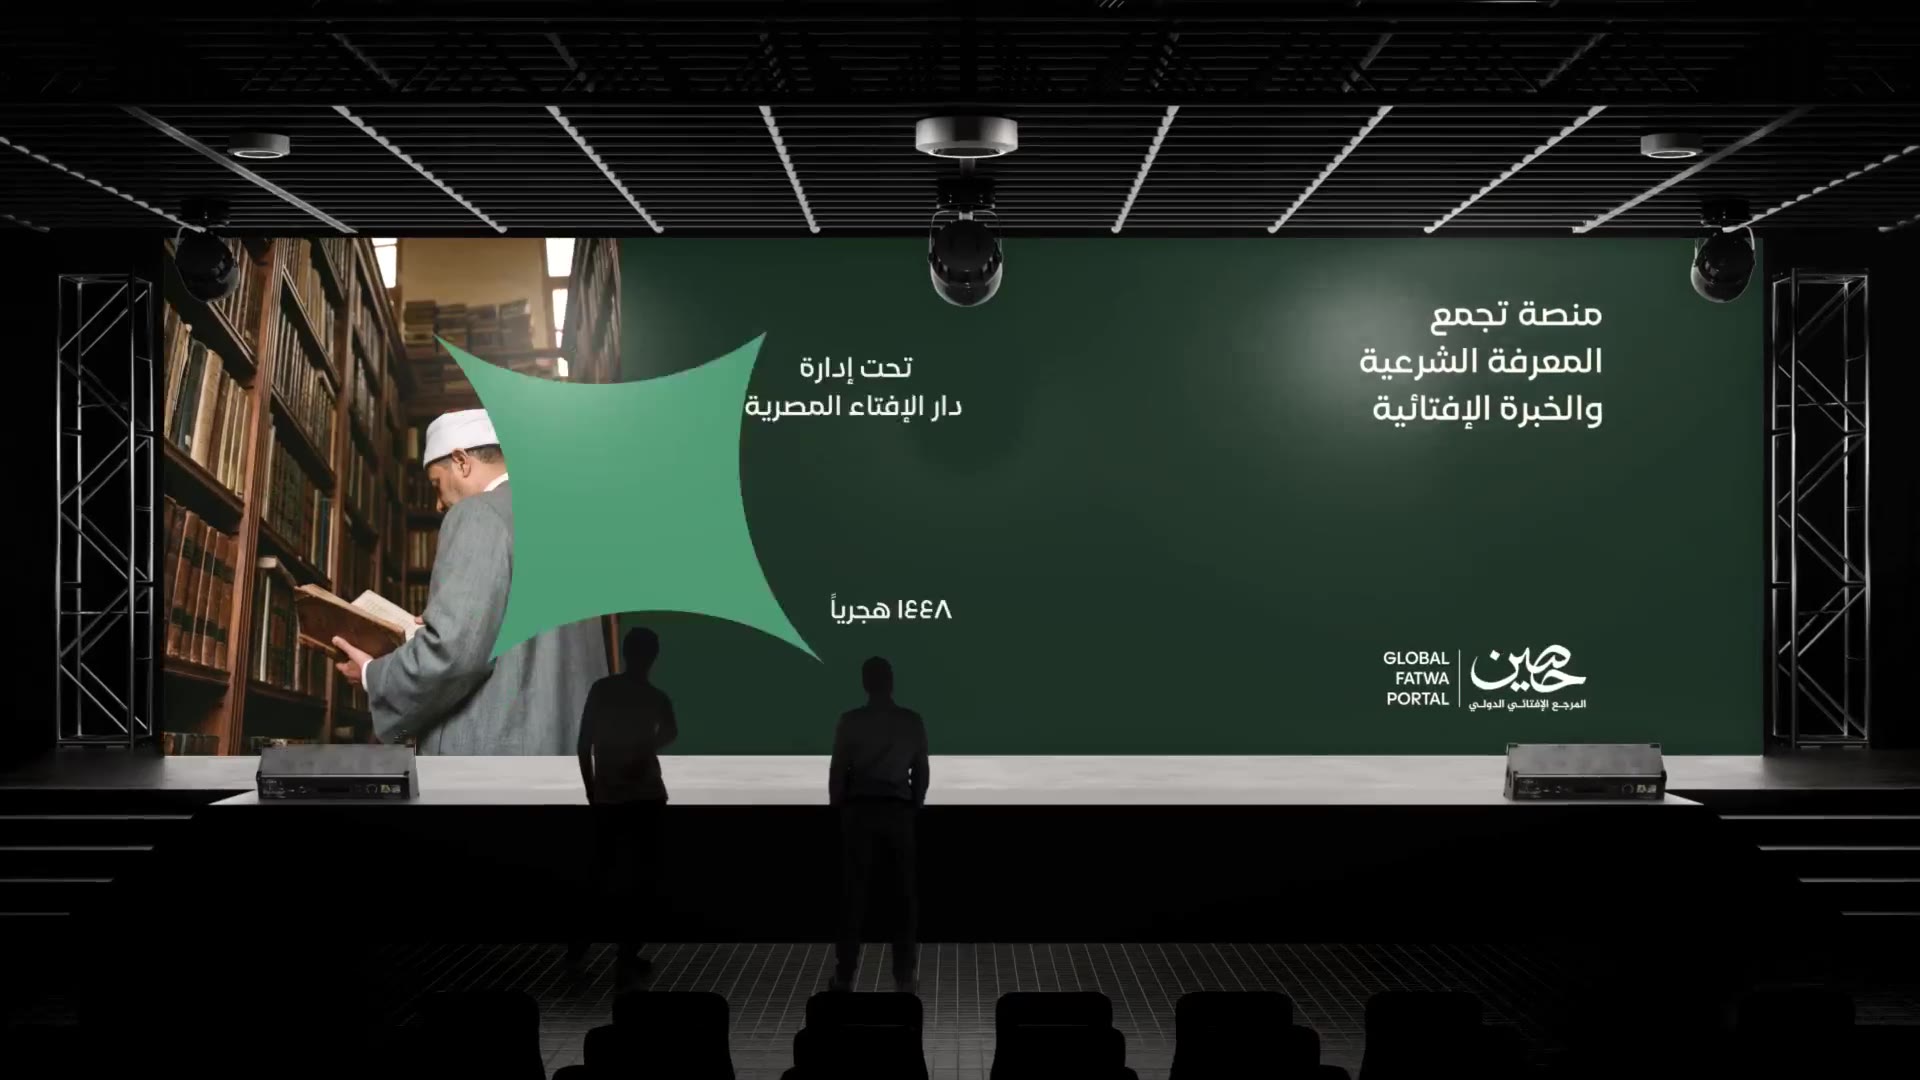 منصة تجمع
المعرفة الشرعية
والخبرة الإفتائية
تحت إدارة
دار الإفتاء المصرية
١٤٤٨ هجرياً
GLOBAL
FATWA
PORTAL
المرجع الإفتائي الدولي